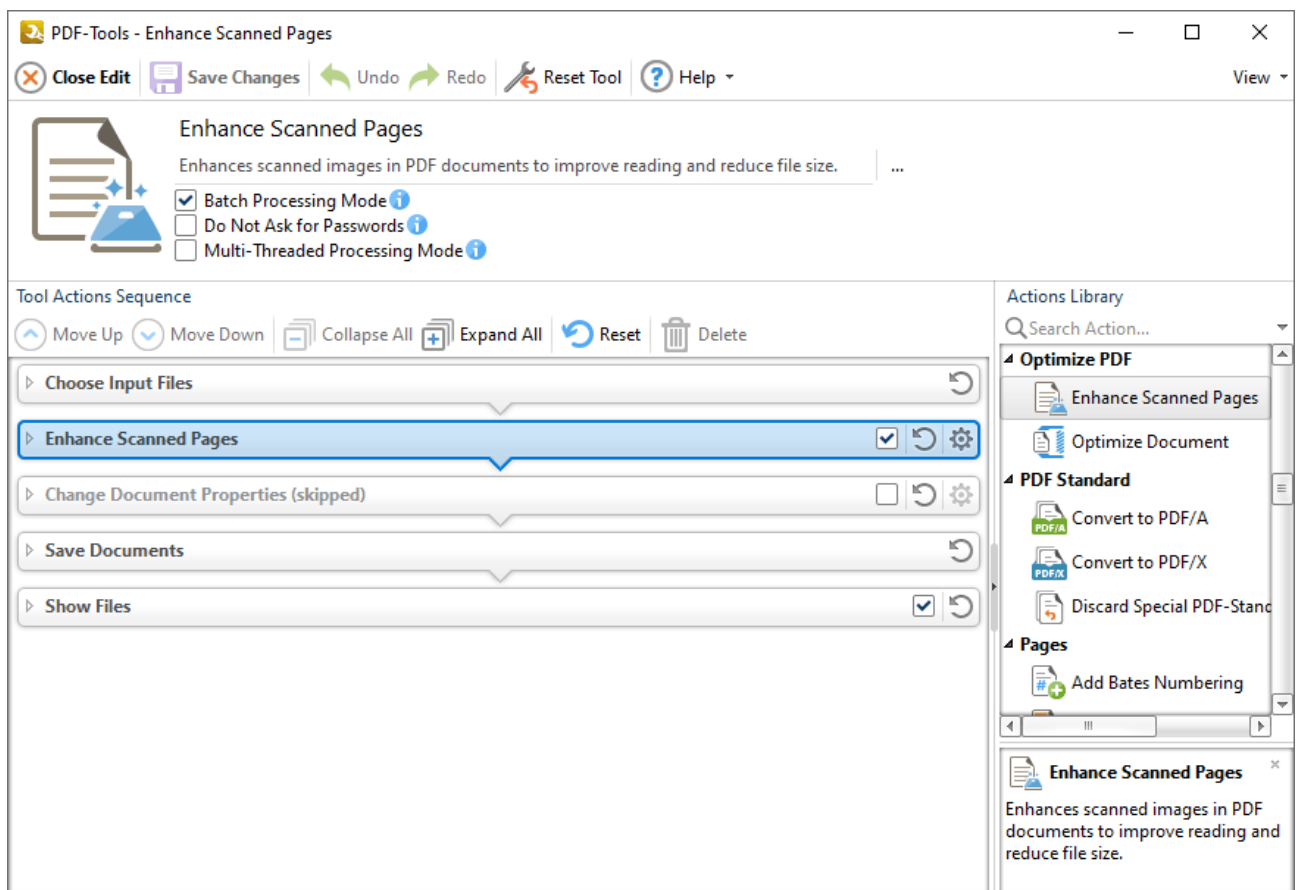 PDF-Tools - Enhance Scanned Pages
Close Edit Save Changes Undo Redo Reset Tool ? Help View
Enhance Scanned Pages
Enhances scanned images in PDF documents to improve reading and reduce file size. ...
Batch Processing Mode i
Do Not Ask for Passwords i
Multi-Threaded Processing Mode i
Tool Actions Sequence
Move Up Move Down Collapse All Expand All Reset Delete
Choose Input Files
Enhance Scanned Pages
Change Document Properties (skipped)
Save Documents
Show Files
Actions Library
Search Action...
Optimize PDF
Enhance Scanned Pages
Optimize Document
PDF Standard
PDF/A Convert to PDF/A
PDF/X Convert to PDF/X
Discard Special PDF-Stand
Pages
# Add Bates Numbering
Enhance Scanned Pages
Enhances scanned images in PDF
documents to improve reading and
reduce file size.